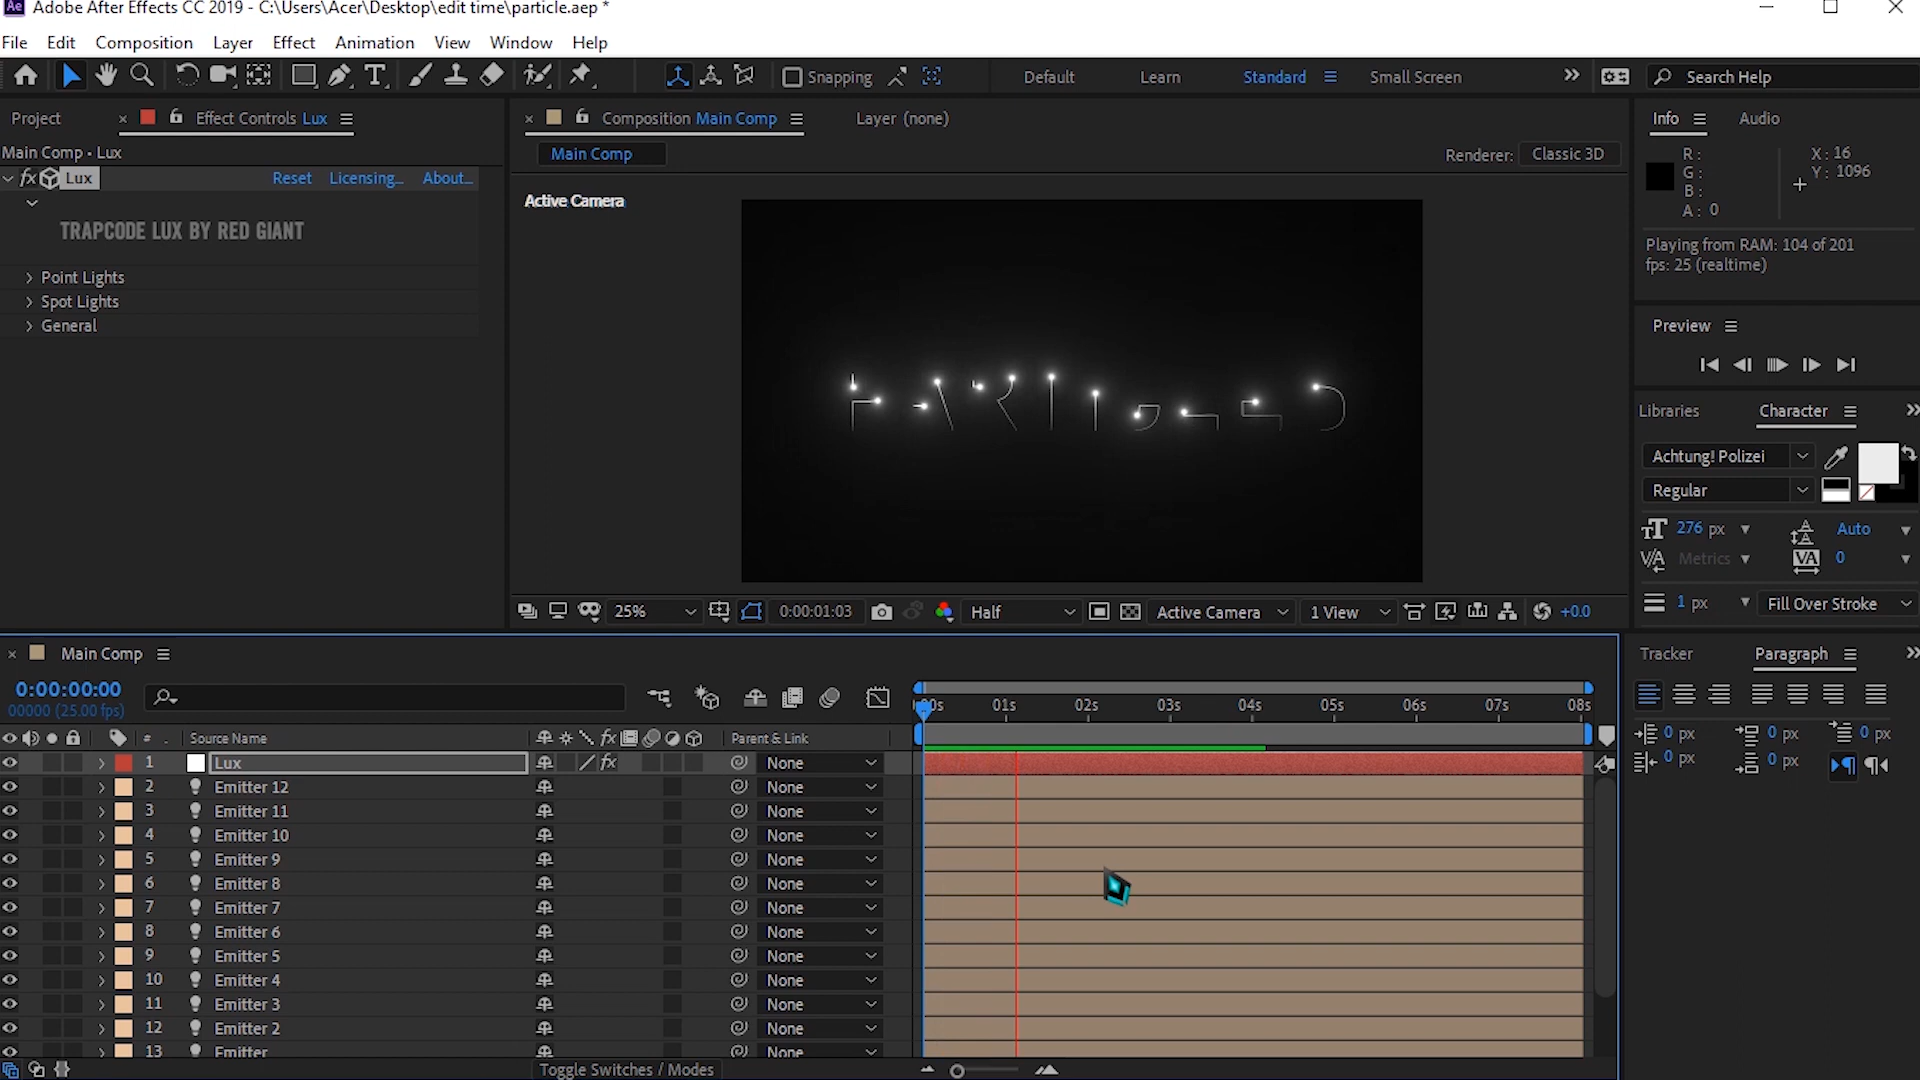 Ae Adobe After Effects CC 2019 - C:\Users\Acer\Desktop\edit time\particle.aep *
File Edit Composition Layer Effect Animation View Window Help
Snapping Default Learn Standard Small Screen Search Help
Project Effect Controls Lux Composition Main Comp Layer (none) Info Audio
Main Comp • Lux Main Comp Renderer: Classic 3D
fx Lux Reset Licensing... About...
Active Camera
TRAPCODE LUX BY RED GIANT
Point Lights
Spot Lights
General
R:
G:
B:
A: 0
X: 16
Y: 1096
Playing from RAM: 104 of 201
fps: 25 (realtime)
Preview
Libraries Character
Achtung! Polizei
Regular
276 px Auto
Metrics VA 0
1 px Fill Over Stroke
25% 0:00:01:03 Half Active Camera 1 View +0.0
Main Comp
Tracker Paragraph
0:00:00:00
00000 (25.00 fps)
01s 02s 03s 04s 05s 06s 07s 08s
0 px 0 px 0 px
0 px 0 px
# Source Name fx Parent & Link
1 Lux fx None
2 Emitter 12 None
3 Emitter 11 None
4 Emitter 10 None
5 Emitter 9 None
6 Emitter 8 None
7 Emitter 7 None
8 Emitter 6 None
9 Emitter 5 None
10 Emitter 4 None
11 Emitter 3 None
12 Emitter 2 None
13 Emitter None
Toggle Switches / Modes